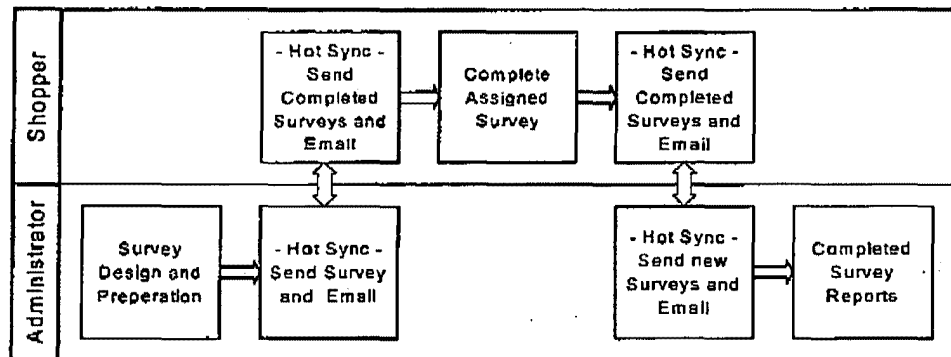 Shopper
- Hot Sync -
Send
Completed
Surveys and
Email
Complete
Assigned
Survey
- Hot Sync -
Send
Completed
Surveys and
Email
Administrator
Survey
Design and
Preperation
- Hot Sync -
Send Survey
and Email
- Hot Sync -
Send new
Surveys and
Email
Completed
Survey
Reports